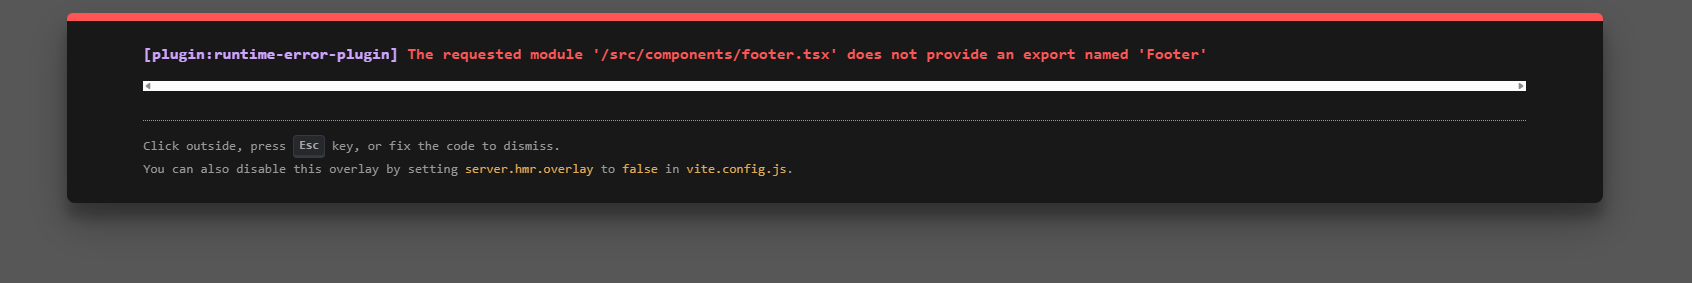 [plugin:runtime-error-plugin] The requested module '/src/components/footer.tsx' does not provide an export named 'Footer'
Click outside, press Esc key, or fix the code to dismiss.
You can also disable this overlay by setting server.hmr.overlay to false in vite.config.js.